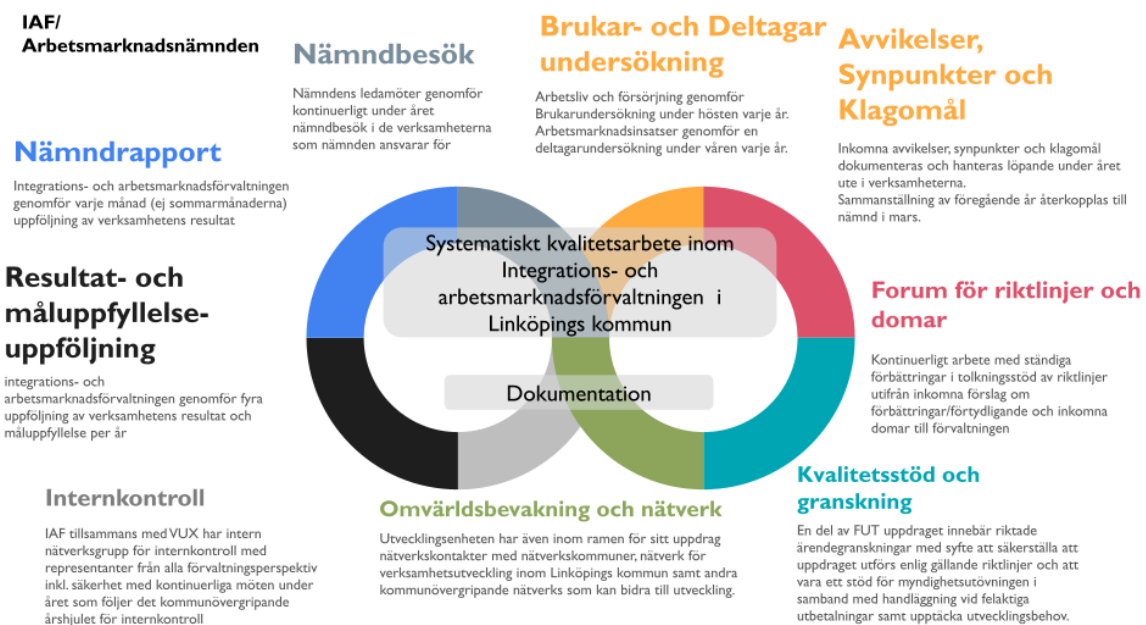 IAF/
Arbetsmarknadsnämnden
Nämndbesök
Nämndens ledamöter genomför
kontinuerligt under året
nämndbesök i de verksamheterna
som nämnden ansvarar för
Brukar- och Deltagar
undersökning
Arbetsliv och försörjning genomför
Brukarundersökning under hösten varje år.
Arbetsmarknadsinsatser genomför en
deltagarundersökning under våren varje år.
Avvikelser,
Synpunkter och
Klagomål
Inkomna avvikelser, synpunkter och klagomål
dokumenteras och hanteras löpande under året
ute i verksamheterna.
Sammanställning av föregående år återkopplas till
nämnd i mars.
Nämndrapport
Integrations- och arbetsmarknadsförvaltningen
genomför varje månad (ej sommarmånaderna)
uppföljning av verksamhetens resultat
Systematiskt kvalitetsarbete inom
Integrations- och
arbetsmarknadsförvaltningen i
Linköpings kommun
Dokumentation
Resultat- och
måluppfyllelse-
uppföljning
integrations- och
arbetsmarknadsförvaltningen genomför fyra
uppföljning av verksamhetens resultat och
måluppfyllelse per år
Forum för riktlinjer och
domar
Kontinuerligt arbete med ständiga
förbättringar i tolkningsstöd av riktlinjer
utifrån inkomna förslag om
förbättringar/förtydligande och inkomna
domar till förvaltningen
Internkontroll
IAF tillsammans med VUX har intern
nätverksgrupp för internkontroll med
representanter från alla förvaltningsperspektiv
inkl. säkerhet med kontinuerliga möten under
året som följer det kommunövergripande
årshjulet för internkontroll
Omvärldsbevakning och nätverk
Utvecklingsenheten har även inom ramen för sitt uppdrag
nätverkskontakter med nätverkskommuner, nätverk för
verksamhetsutveckling inom Linköpings kommun samt andra
kommunövergripande nätverks som kan bidra till utveckling.
Kvalitetsstöd och
granskning
En del av FUT uppdraget innebär riktade
ärendegranskningar med syfte att säkerställa att
uppdraget utförs enlig gällande riktlinjer och att
vara ett stöd för myndighetsutövningen i
samband med handläggning vid felaktiga
utbetalningar samt upptäcka utvecklingsbehov.